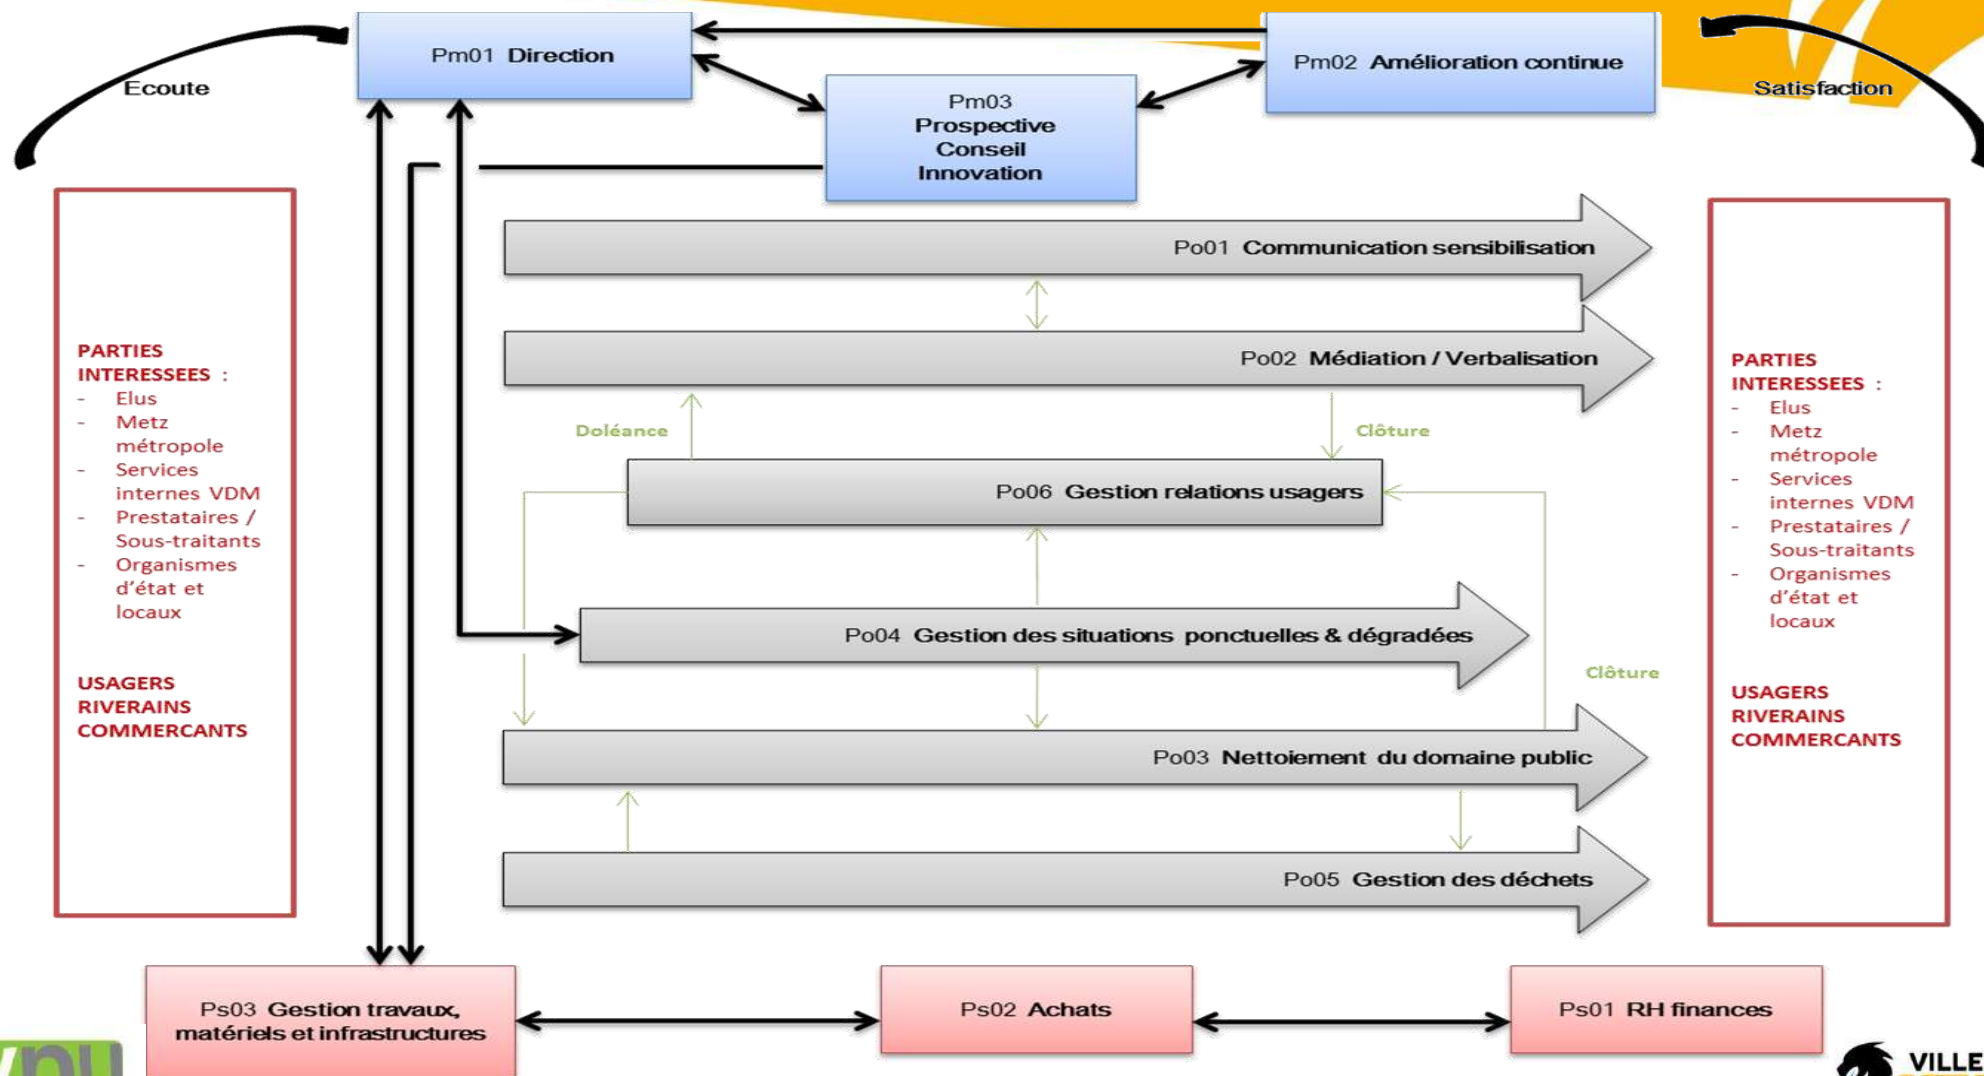 Pm01 Direction
Pm02 Amélioration continue
Ecoute
Satisfaction
Pm03
Prospective
Conseil
Innovation
Po01 Communication sensibilisation
Po02 Médiation / Verbalisation
Doléance
Clôture
Po06 Gestion relations usagers
Po04 Gestion des situations ponctuelles & dégradées
Clôture
Po03 Nettoiement du domaine public
Po05 Gestion des déchets
PARTIES
INTERESSEES :
- Elus
- Metz
métropole
- Services
internes VDM
- Prestataires /
Sous-traitants
- Organismes
d'état et
locaux
USAGERS
RIVERAINS
COMMERCANTS
PARTIES
INTERESSEES :
- Elus
- Metz
métropole
- Services
internes VDM
- Prestataires /
Sous-traitants
- Organismes
d'état et
locaux
USAGERS
RIVERAINS
COMMERCANTS
Ps03 Gestion travaux,
matériels et infrastructures
Ps02 Achats
Ps01 RH finances
VILLE